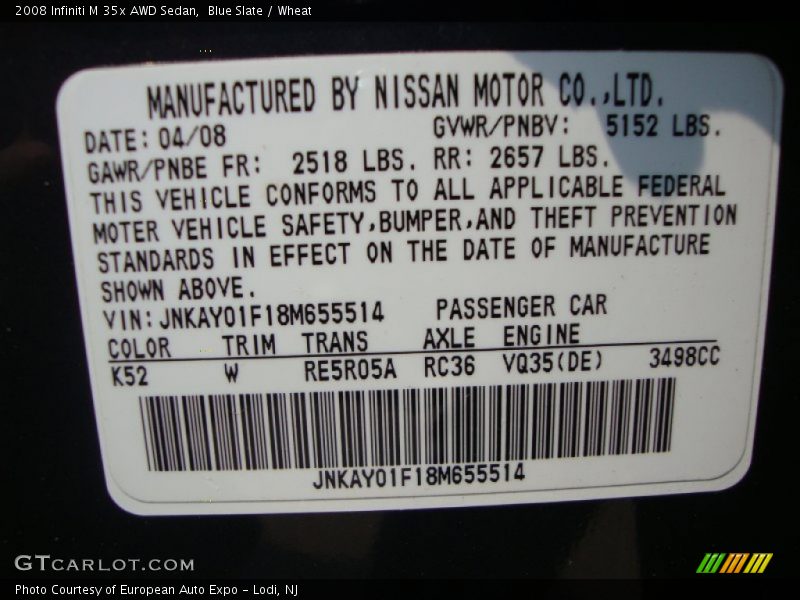 2008 Infiniti M 35x AWD Sedan, Blue Slate / Wheat
MANUFACTURED BY NISSAN MOTOR CO.,LTD.
DATE: 04/08 GVWR/PNBV: 5152 LBS.
GAWR/PNBE FR: 2518 LBS. RR: 2657 LBS.
THIS VEHICLE CONFORMS TO ALL APPLICABLE FEDERAL
MOTER VEHICLE SAFETY,BUMPER,AND THEFT PREVENTION
STANDARDS IN EFFECT ON THE DATE OF MANUFACTURE
SHOWN ABOVE.
VIN: JNKAY01F18M655514 PASSENGER CAR
COLOR TRIM TRANS AXLE ENGINE
K52 W RE5R05A RC36 VQ35(DE) 3498CC
JNKAY01F18M655514
GTCARLOT.COM
Photo Courtesy of European Auto Expo - Lodi, NJ